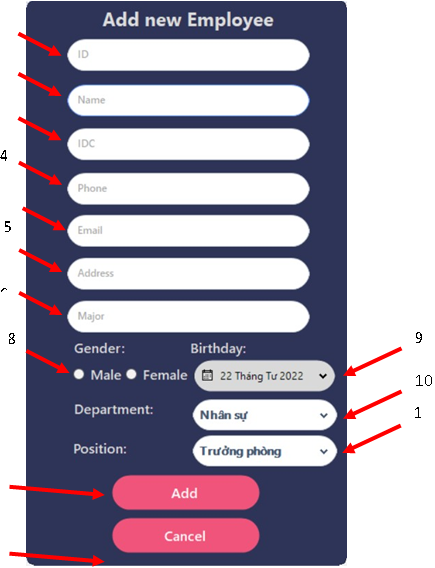 Add new Employee
ID
Name
IDC
4
Phone
5
Email
Address
Major
8
Gender: Birthday: 9
Male Female 22 Tháng Tư 2022
10
Department: Nhân sự
1
Position: Trưởng phòng
Add
Cancel